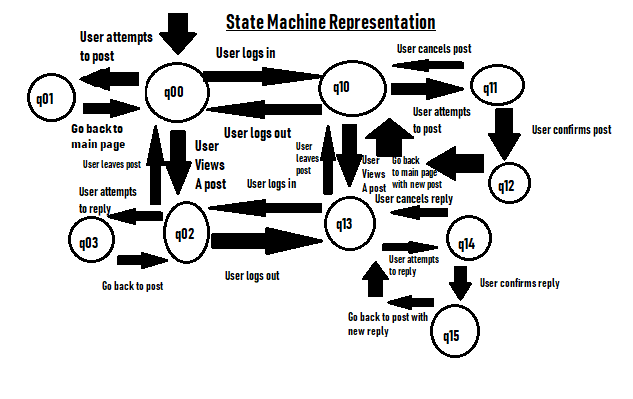 State Machine Representation
User attempts
to post
User logs in
User cancels post
q01
q00
q10
q11
Go back to
main page
User logs out
User attempts
to post
User confirms post
User leaves post
User
Views
A post
User
leaves
post
User
Views
A post
Go back
to main page
with new post
q12
User attempts
to reply
User logs in
User cancels reply
q03
q02
q13
q14
Go back to post
User logs out
User attempts
to reply
User confirms reply
Go back to post with
new reply
q15